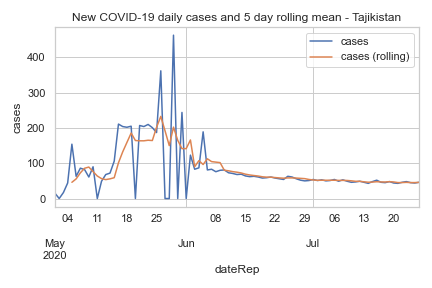 New COVID-19 daily cases and 5 day rolling mean - Tajikistan
cases
cases (rolling)
400
300
200
100
0
cases
04 11 18 25 08 15 22 29 06 13 20
May Jun Jul
2020
dateRep